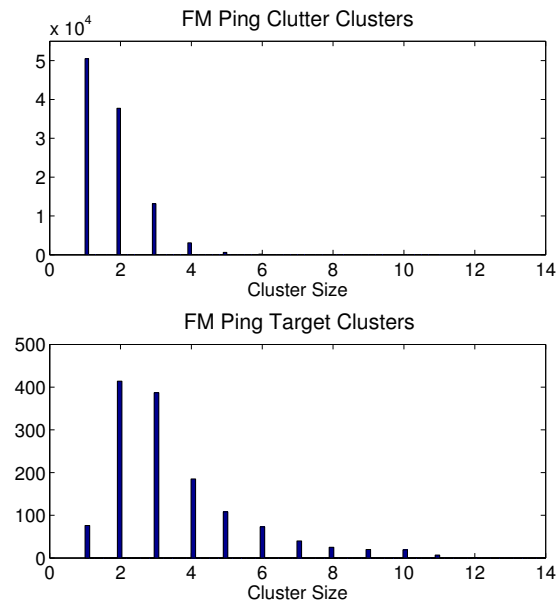 FM Ping Clutter Clusters
x 10^4
5
4
3
2
1
0
0 2 4 6 8 10 12 14
Cluster Size
FM Ping Target Clusters
500
400
300
200
100
0
0 2 4 6 8 10 12 14
Cluster Size